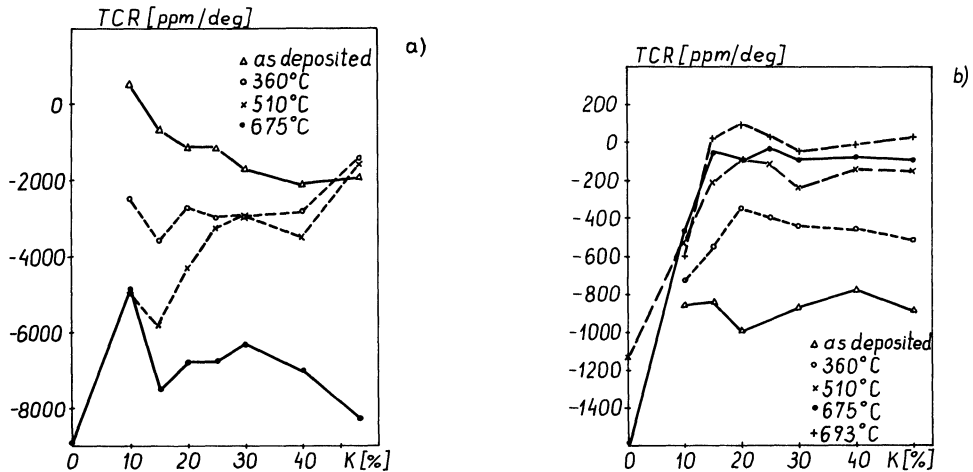 TCR [ppm/deg]
a)
△ as deposited
○ 360°C
× 510°C
● 675°C
0
-2000
-4000
-6000
-8000
0 10 20 30 40 K [%]
TCR [ppm/deg]
b)
200
0
-200
-400
-600
-800
-1000
-1200
-1400
△ as deposited
○ 360°C
× 510°C
● 675°C
+ 693°C
0 10 20 30 40 K [%]